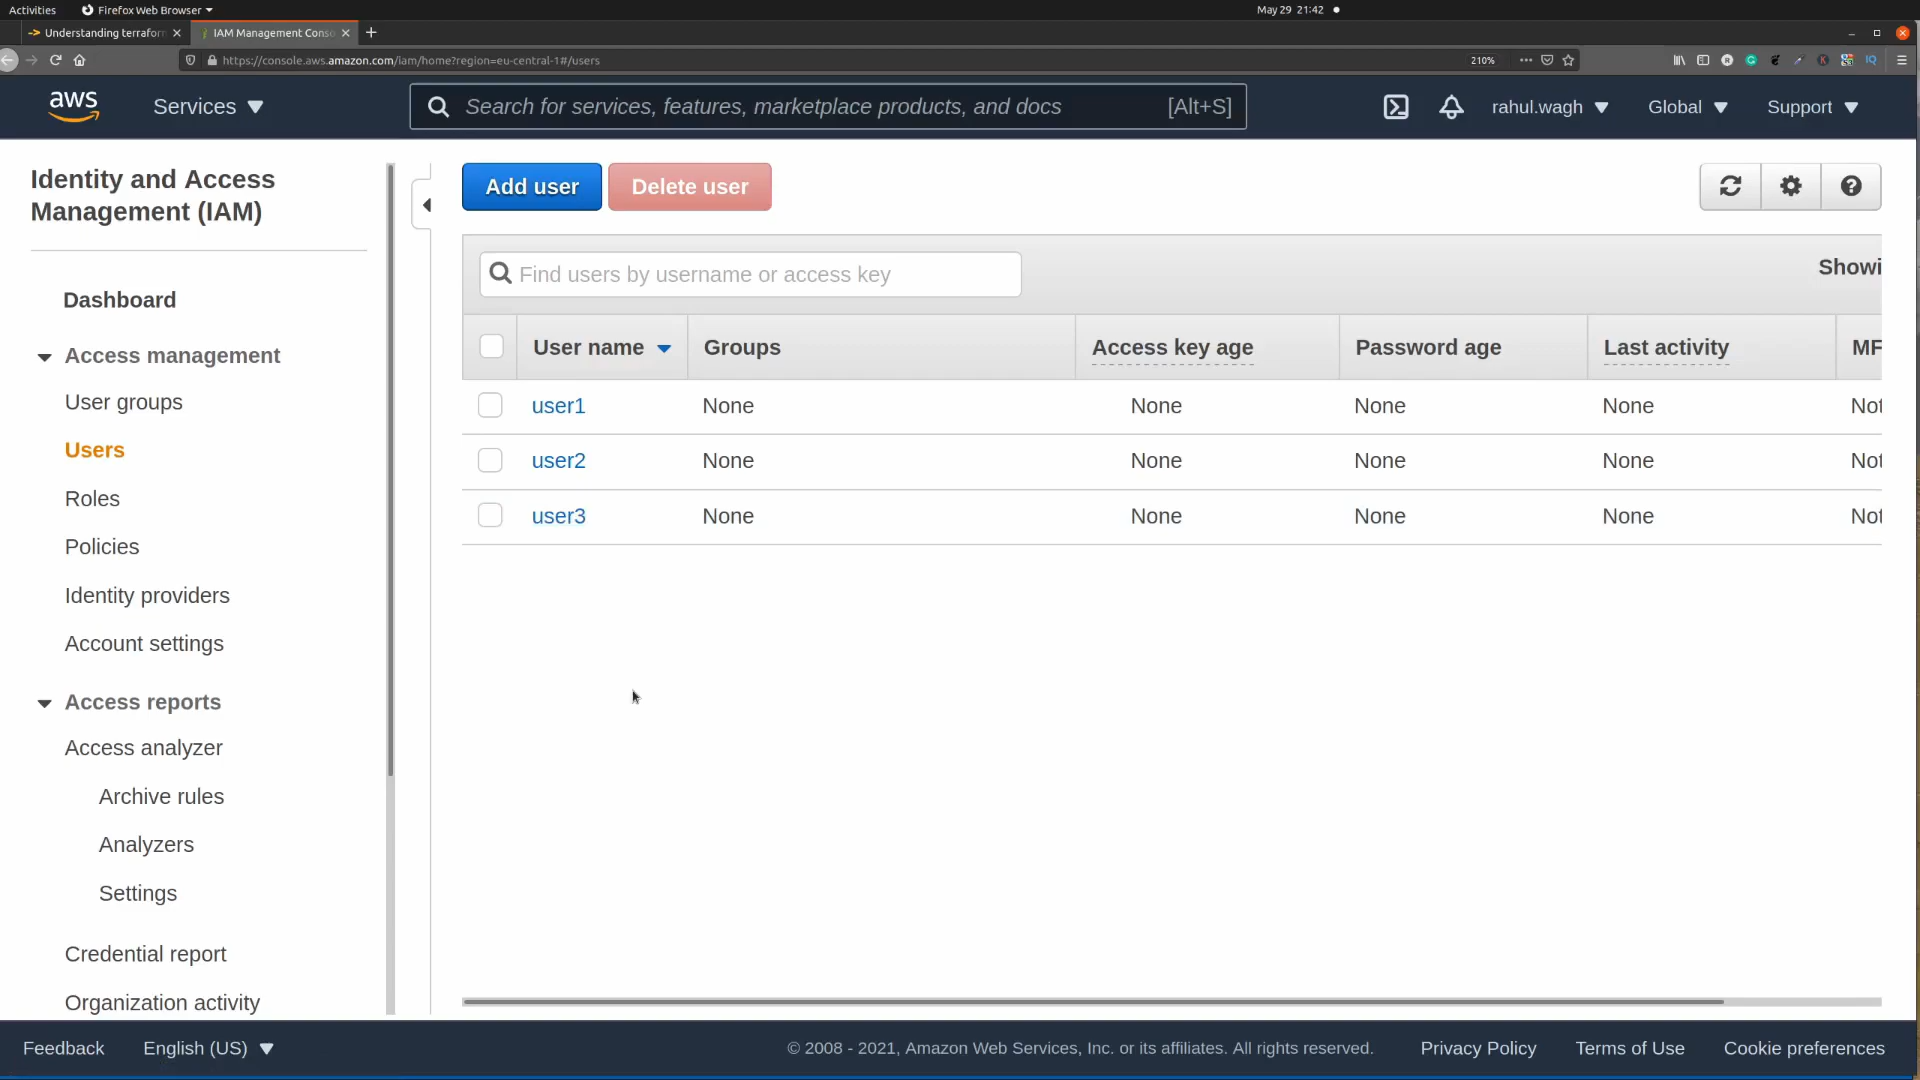 Activities
Firefox Web Browser
May 29 21:42
Understanding terrafor
IAM Management Conso
https://console.aws.amazon.com/iam/home?region=eu-central-1#/users
210%
aws
Services
Search for services, features, marketplace products, and docs
[Alt+S]
rahul.wagh
Global
Support
Identity and Access
Management (IAM)
Dashboard
Access management
User groups
Users
Roles
Policies
Identity providers
Account settings
Access reports
Access analyzer
Archive rules
Analyzers
Settings
Credential report
Organization activity
Add user
Delete user
Find users by username or access key
Showi
User name Groups Access key age Password age Last activity MF
user1 None None None None Not
user2 None None None None Not
user3 None None None None Not
Feedback
English (US)
© 2008 - 2021, Amazon Web Services, Inc. or its affiliates. All rights reserved.
Privacy Policy
Terms of Use
Cookie preferences